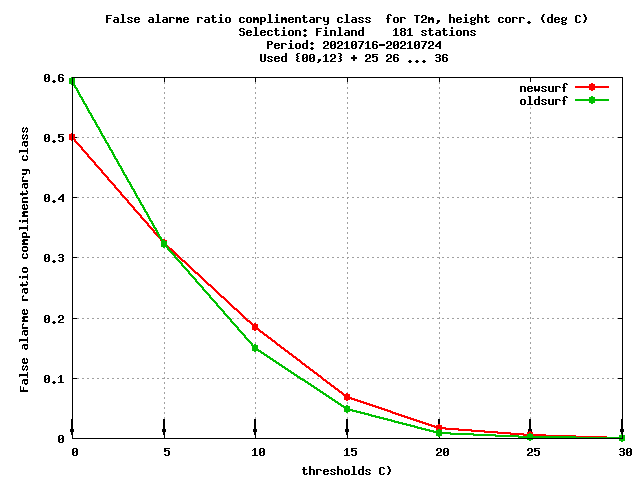 False alarme ratio complimentary class  for T2m, height corr. (deg C)
Selection: Finland    181 stations
Period: 20210716-20210724
Used {00,12} + 25 26 ... 36
newsurf
oldsurf
False alarme ratio complimentary class
0.6
0.5
0.4
0.3
0.2
0.1
0
0 5 10 15 20 25 30
thresholds C)